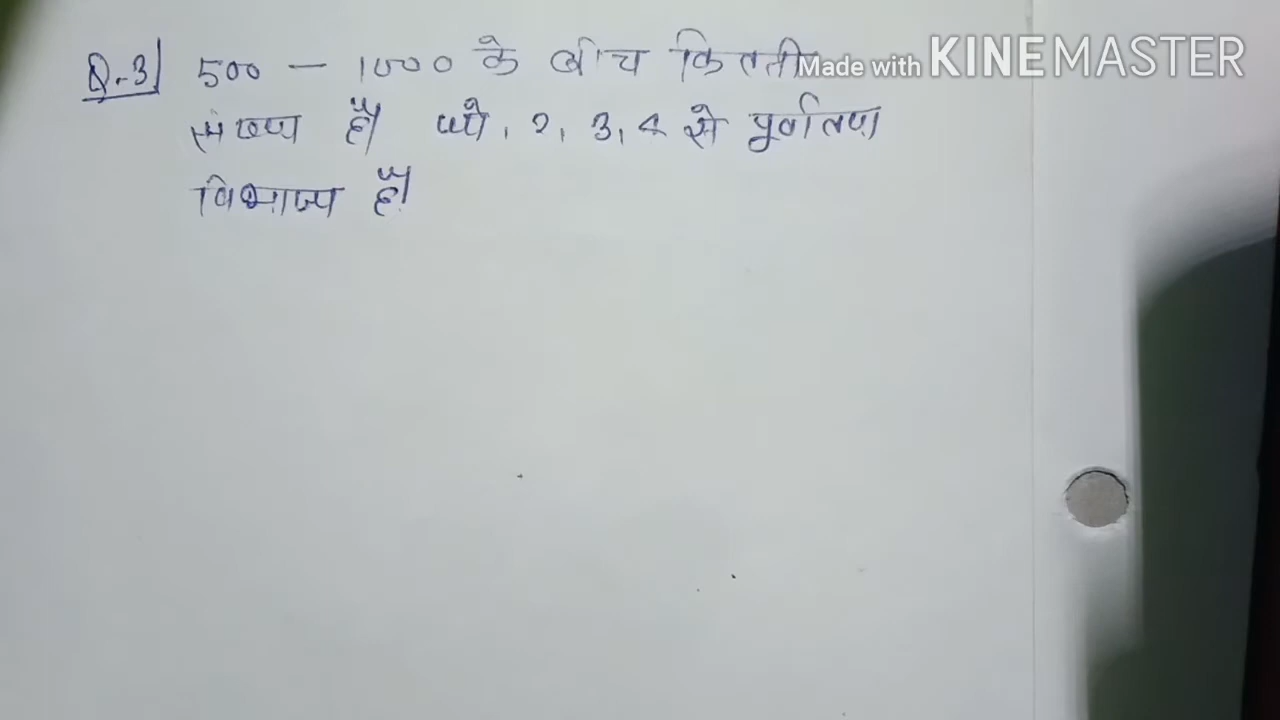 Q.3 500 - 1000 के बीच कितनी
Made with KINEMASTER
संख्या हैं जो, 2, 3, 4 से पूर्णतया
विभाज्य हैं।